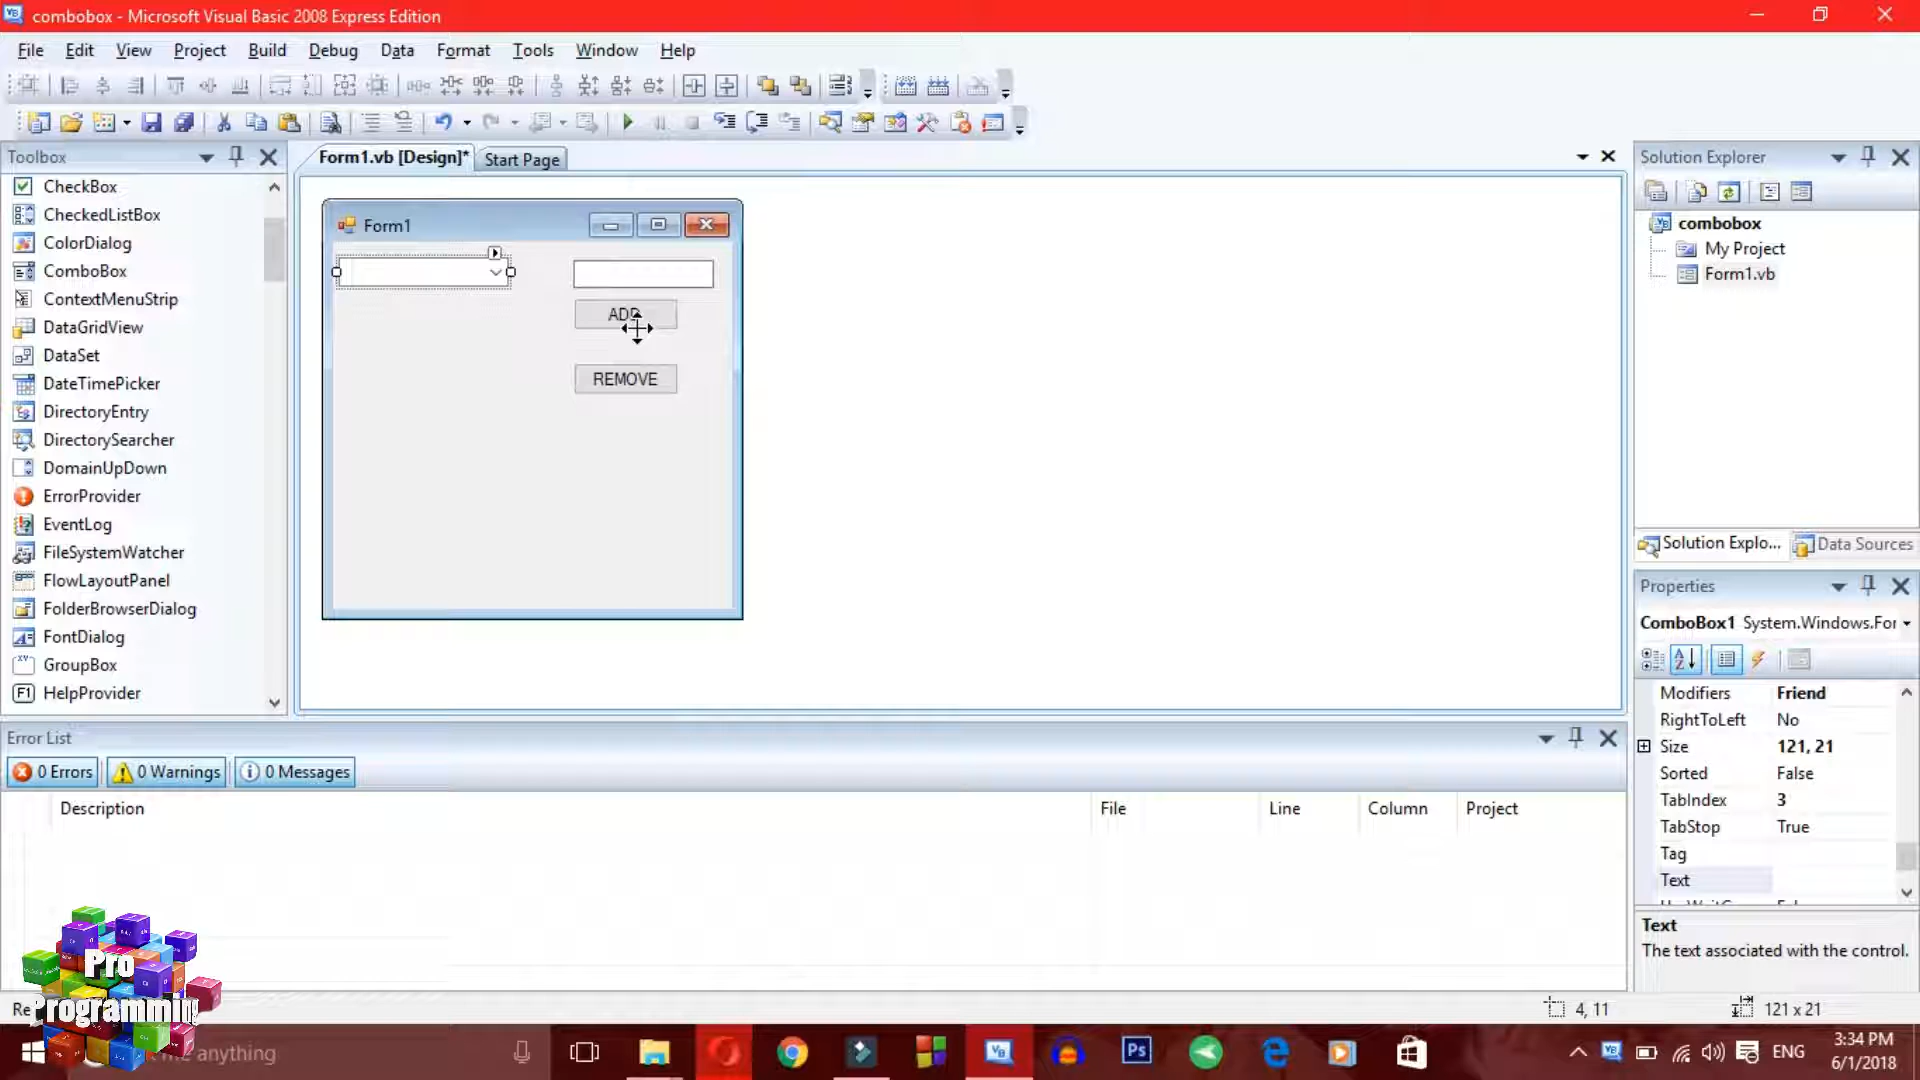 combobox - Microsoft Visual Basic 2008 Express Edition
File Edit View Project Build Debug Data Format Tools Window Help
Toolbox
CheckBox
CheckedListBox
ColorDialog
ComboBox
ContextMenuStrip
DataGridView
DataSet
DateTimePicker
DirectoryEntry
DirectorySearcher
DomainUpDown
ErrorProvider
EventLog
FileSystemWatcher
FlowLayoutPanel
FolderBrowserDialog
FontDialog
GroupBox
HelpProvider
Form1.vb [Design]* Start Page
Form1
ADD
REMOVE
Solution Explorer
combobox
My Project
Form1.vb
Solution Explo... Data Sources
Properties
ComboBox1 System.Windows.For
Modifiers Friend
RightToLeft No
Size 121, 21
Sorted False
TabIndex 3
TabStop True
Tag
Text
Text
The text associated with the control.
Error List
0 Errors 0 Warnings 0 Messages
Description File Line Column Project
Pro
Programming
4, 11 121 x 21
me anything
Ps
ENG
3:34 PM
6/1/2018